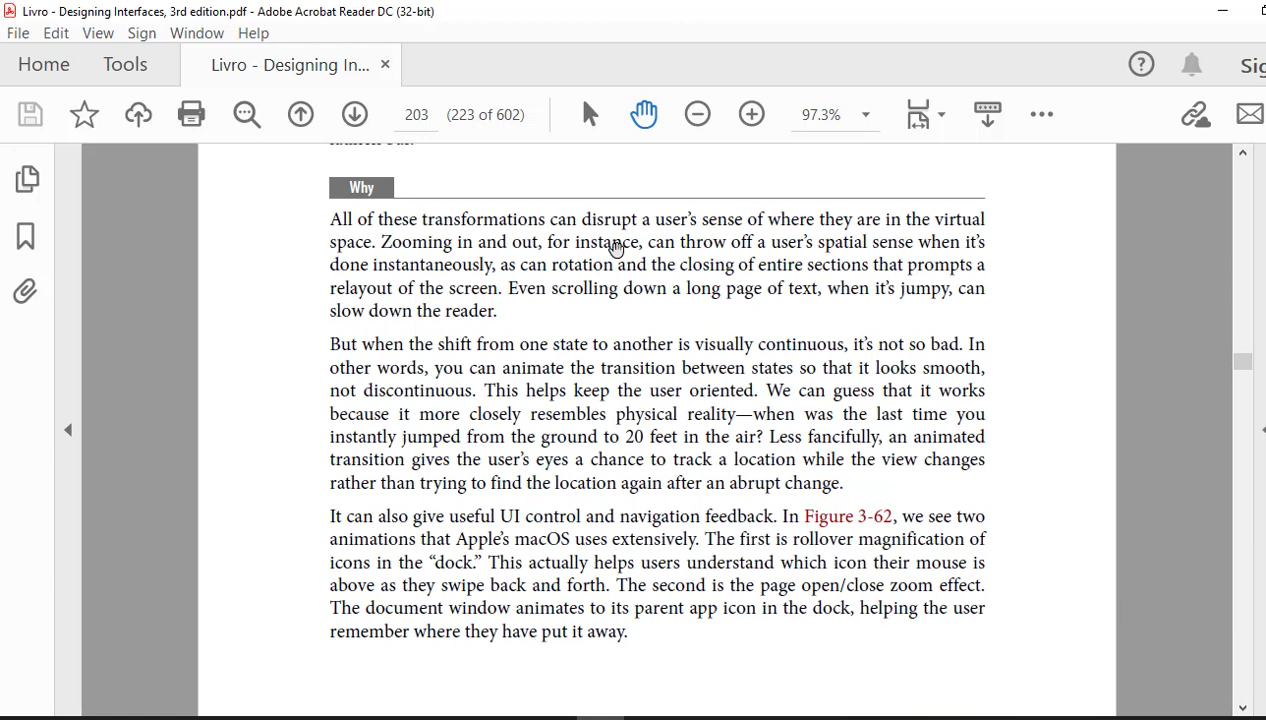 Livro - Designing Interfaces, 3rd edition.pdf - Adobe Acrobat Reader DC (32-bit)
File Edit View Sign Window Help
Home Tools Livro - Designing In... ×
203 (223 of 602) 97.3%
Why
All of these transformations can disrupt a user’s sense of where they are in the virtual
space. Zooming in and out, for instance, can throw off a user’s spatial sense when it’s
done instantaneously, as can rotation and the closing of entire sections that prompts a
relayout of the screen. Even scrolling down a long page of text, when it’s jumpy, can
slow down the reader.
But when the shift from one state to another is visually continuous, it’s not so bad. In
other words, you can animate the transition between states so that it looks smooth,
not discontinuous. This helps keep the user oriented. We can guess that it works
because it more closely resembles physical reality—when was the last time you
instantly jumped from the ground to 20 feet in the air? Less fancifully, an animated
transition gives the user’s eyes a chance to track a location while the view changes
rather than trying to find the location again after an abrupt change.
It can also give useful UI control and navigation feedback. In Figure 3-62, we see two
animations that Apple’s macOS uses extensively. The first is rollover magnification of
icons in the “dock.” This actually helps users understand which icon their mouse is
above as they swipe back and forth. The second is the page open/close zoom effect.
The document window animates to its parent app icon in the dock, helping the user
remember where they have put it away.